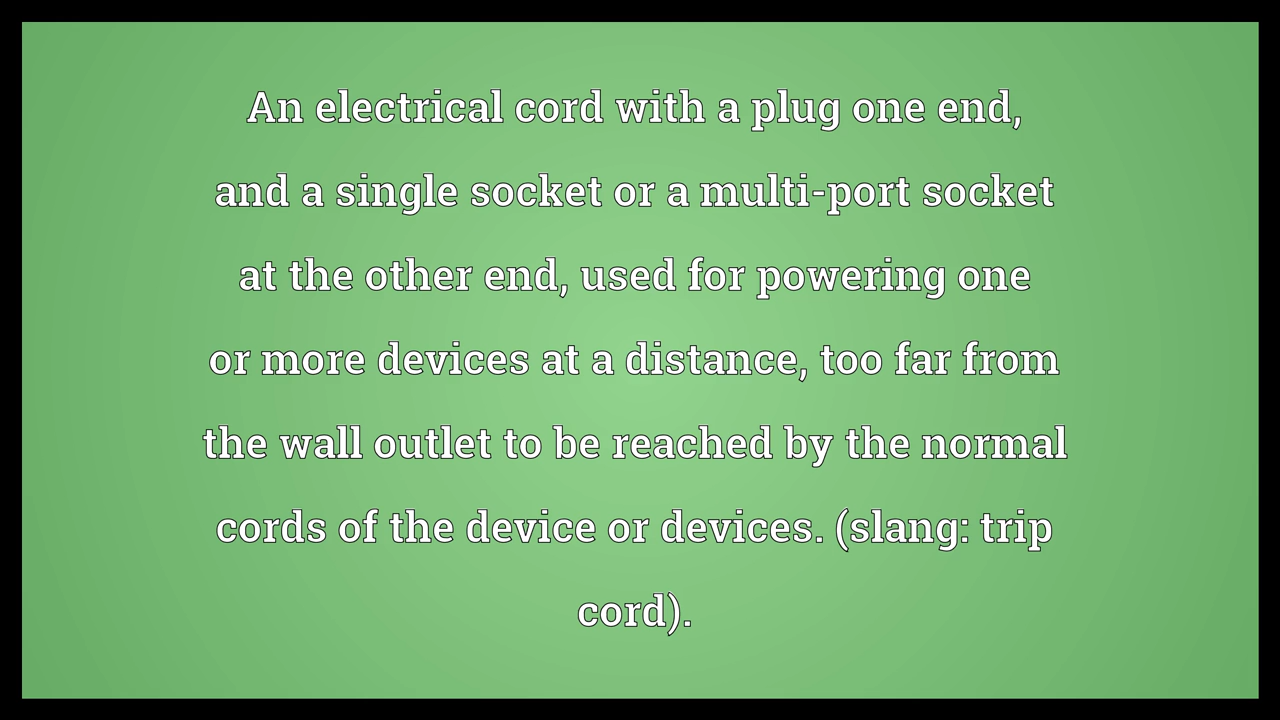 An electrical cord with a plug one end,
and a single socket or a multi-port socket
at the other end, used for powering one
or more devices at a distance, too far from
the wall outlet to be reached by the normal
cords of the device or devices. (slang: trip
cord).